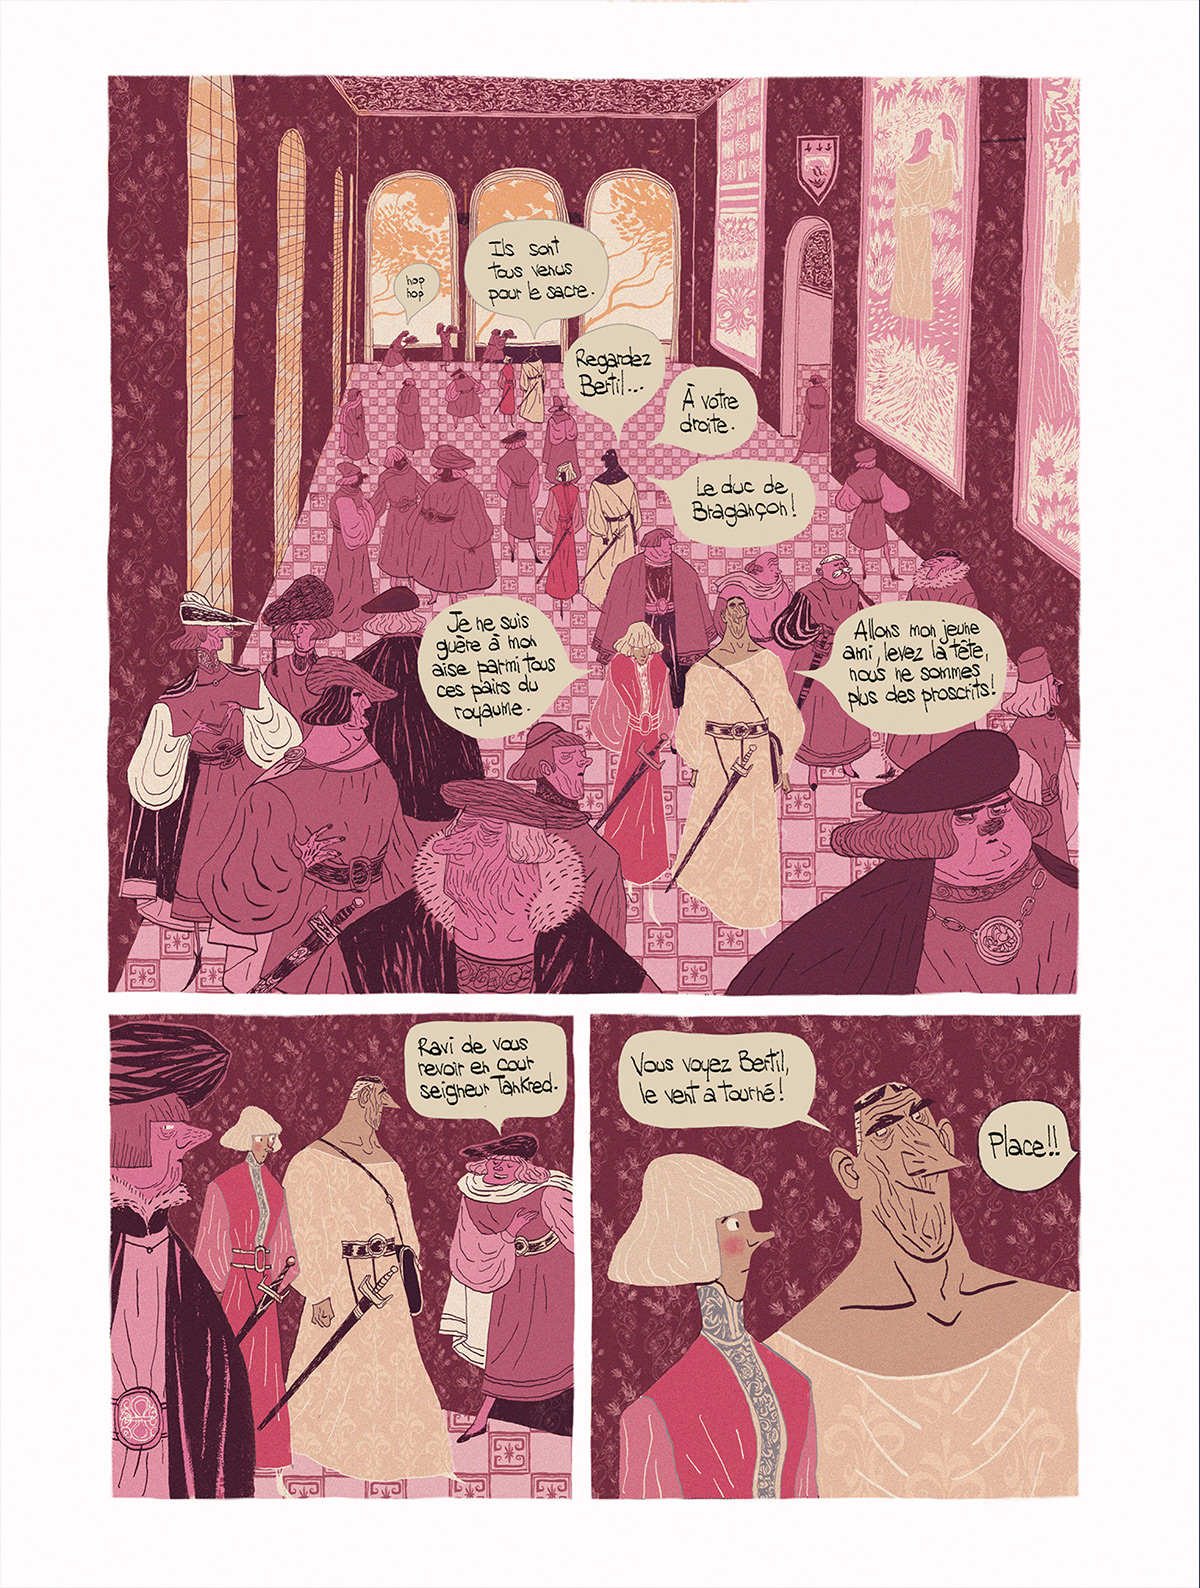 hop
hop
Ils sont
tous venus
pour le sacre.
Regardez
Bertil...
À votre
droite.
Le duc de
Bragançon!
Je ne suis
guère à mon
aise parmi tous
ces pairs du
royaume.
Allons mon jeune
ami, levez la tête,
nous ne sommes
plus des proscrits!
Ravi de vous
revoir en cour
seigneur Tankred.
Vous voyez Bertil,
le vent a tourné!
Place!!